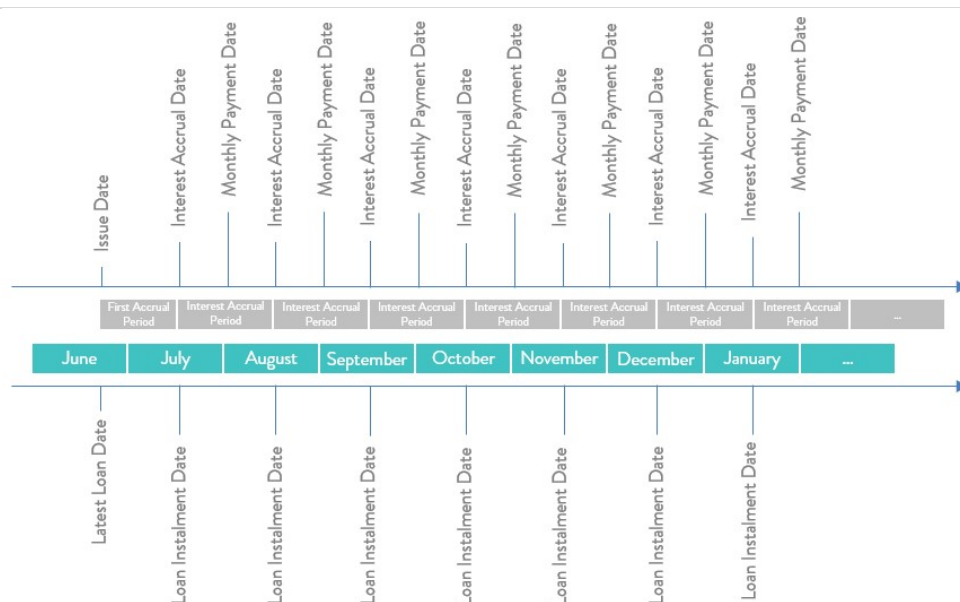 Issue Date
Interest Accrual Date
Monthly Payment Date
Interest Accrual Date
Monthly Payment Date
Interest Accrual Date
Monthly Payment Date
Interest Accrual Date
Monthly Payment Date
Interest Accrual Date
Monthly Payment Date
Interest Accrual Date
Monthly Payment Date
Interest Accrual Date
Monthly Payment Date
First Accrual
Period
Interest Accrual
Period
Interest Accrual
Period
Interest Accrual
Period
Interest Accrual
Period
Interest Accrual
Period
Interest Accrual
Period
Interest Accrual
Period
...
June
July
August
September
October
November
December
January
...
Latest Loan Date
Loan Instalment Date
Loan Instalment Date
Loan Instalment Date
Loan Instalment Date
Loan Instalment Date
Loan Instalment Date
Loan Instalment Date